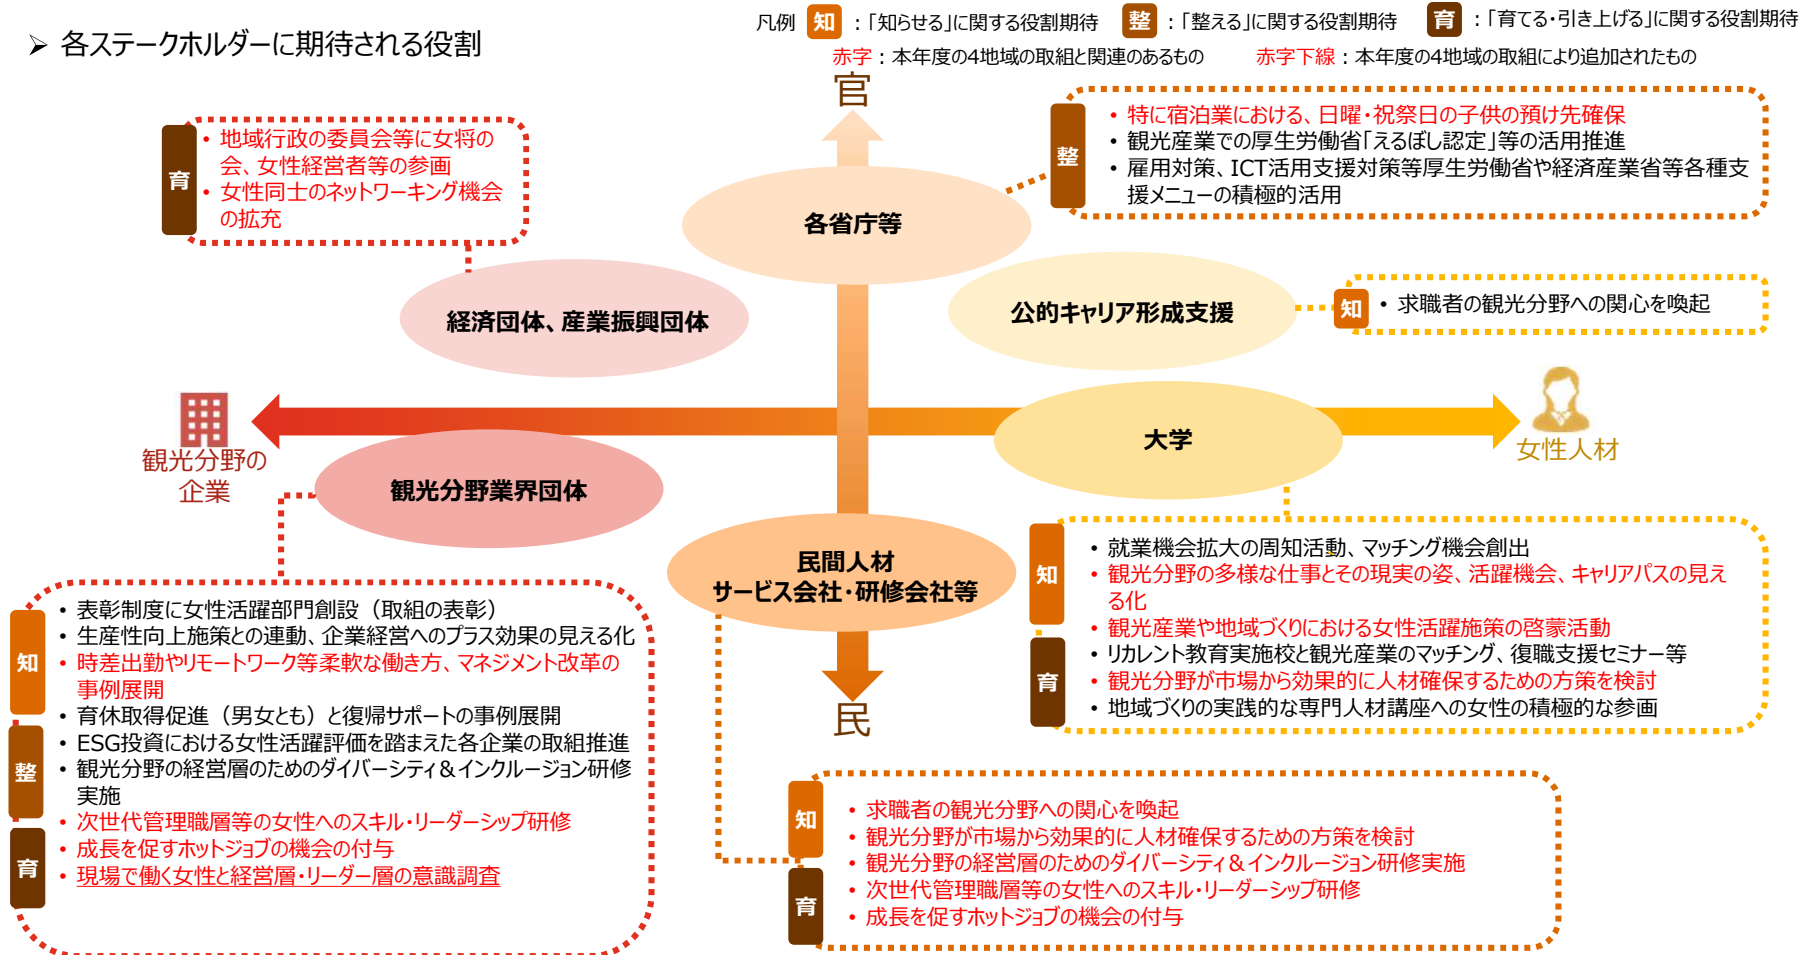 ➢ 各ステークホルダーに期待される役割
凡例 知 ：「知らせる」に関する役割期待 整 ：「整える」に関する役割期待 育 ：「育てる・引き上げる」に関する役割期待
赤字：本年度の4地域の取組と関連のあるもの 赤字下線：本年度の4地域の取組により追加されたもの
官
育
• 地域行政の委員会等に女将の
会、女性経営者等の参画
• 女性同士のネットワーキング機会
の拡充
整
• 特に宿泊業における、日曜・祝祭日の子供の預け先確保
• 観光産業での厚生労働省「えるぼし認定」等の活用推進
• 雇用対策、ICT活用支援対策等厚生労働省や経済産業省等各種支
援メニューの積極的活用
各省庁等
経済団体、産業振興団体
公的キャリア形成支援
知
• 求職者の観光分野への関心を喚起
観光分野の
企業
大学
女性人材
観光分野業界団体
民間人材
サービス会社・研修会社等
民
知
育
• 就業機会拡大の周知活動、マッチング機会創出
• 観光分野の多様な仕事とその現実の姿、活躍機会、キャリアパスの見え
る化
• 観光産業や地域づくりにおける女性活躍施策の啓蒙活動
• リカレント教育実施校と観光産業のマッチング、復職支援セミナー等
• 観光分野が市場から効果的に人材確保するための方策を検討
• 地域づくりの実践的な専門人材講座への女性の積極的な参画
知
整
育
• 表彰制度に女性活躍部門創設（取組の表彰）
• 生産性向上施策との連動、企業経営へのプラス効果の見える化
• 時差出勤やリモートワーク等柔軟な働き方、マネジメント改革の
事例展開
• 育休取得促進（男女とも）と復帰サポートの事例展開
• ESG投資における女性活躍評価を踏まえた各企業の取組推進
• 観光分野の経営層のためのダイバーシティ＆インクルージョン研修
実施
• 次世代管理職層等の女性へのスキル・リーダーシップ研修
• 成長を促すホットジョブの機会の付与
• 現場で働く女性と経営層・リーダー層の意識調査
知
育
• 求職者の観光分野への関心を喚起
• 観光分野が市場から効果的に人材確保するための方策を検討
• 観光分野の経営層のためのダイバーシティ＆インクルージョン研修実施
• 次世代管理職層等の女性へのスキル・リーダーシップ研修
• 成長を促すホットジョブの機会の付与